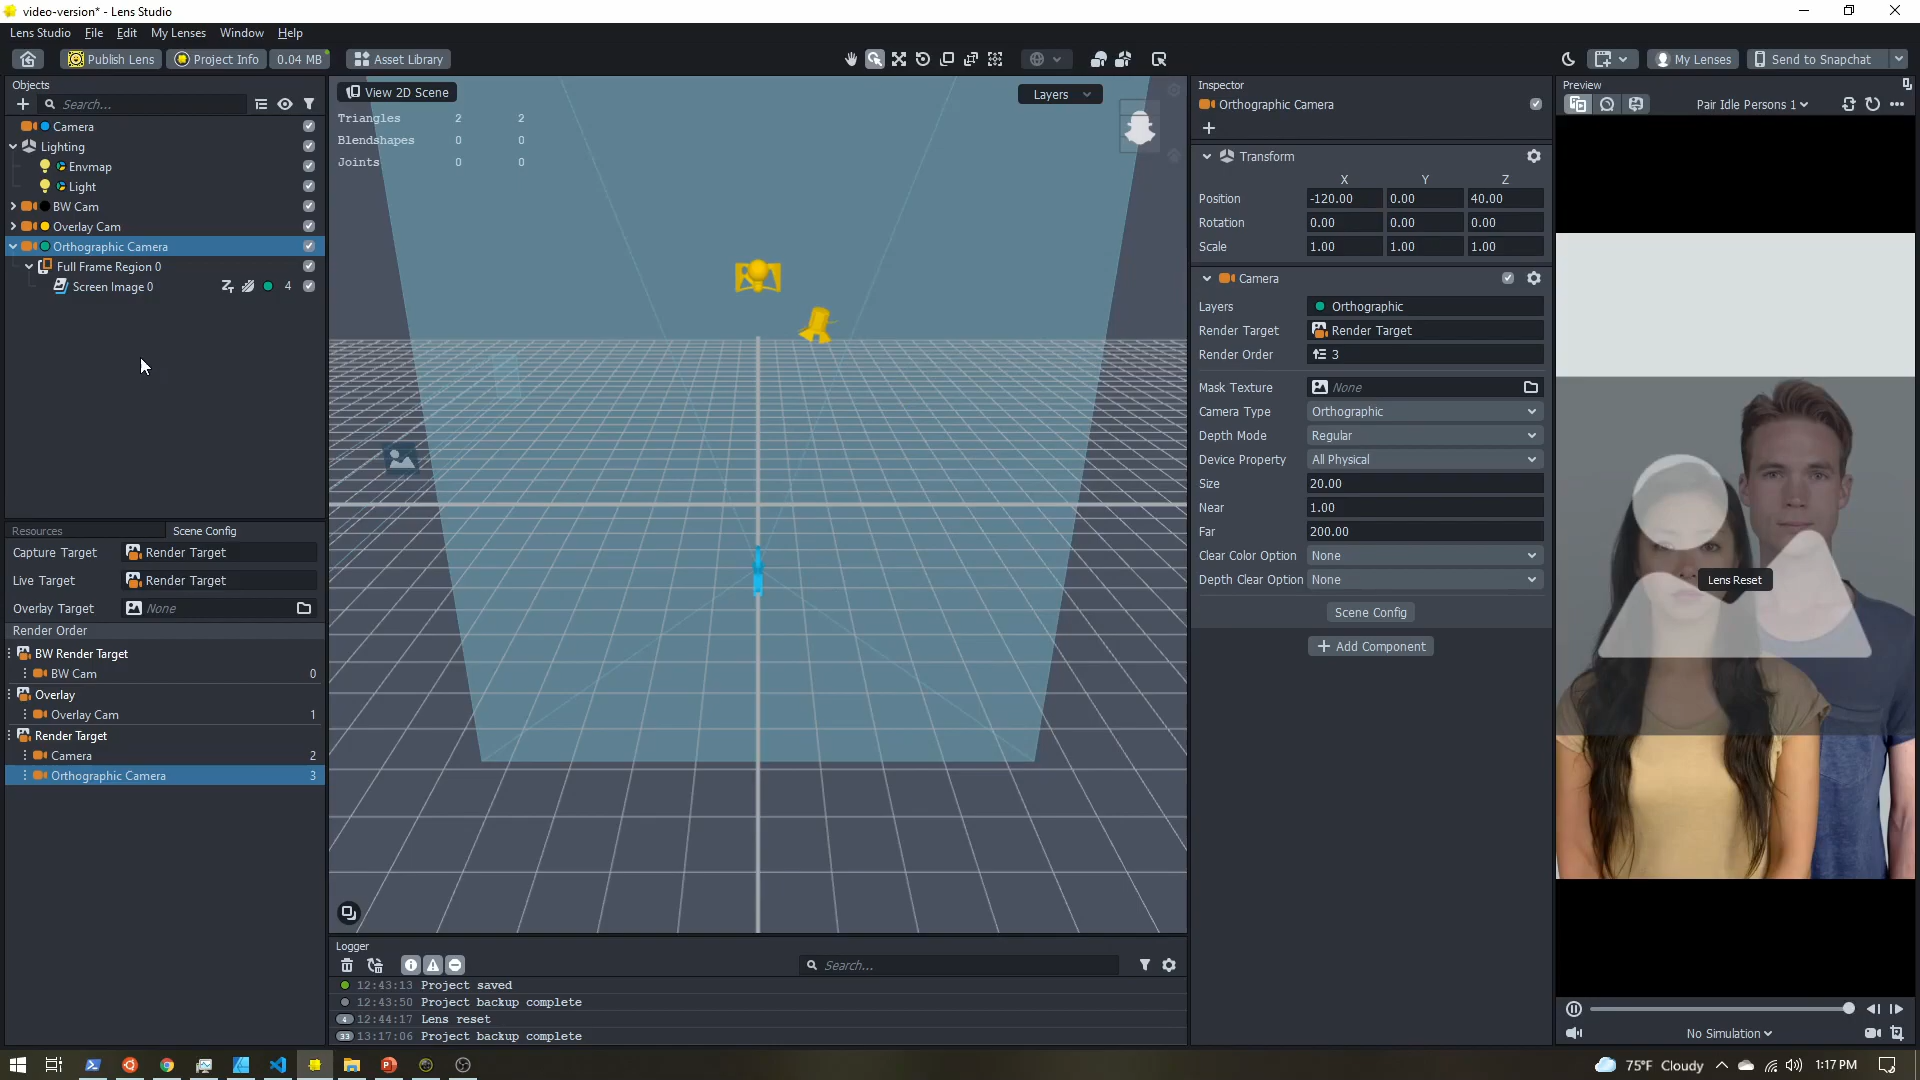 video-version* - Lens Studio
Lens Studio File Edit My Lenses Window Help
Publish Lens Project Info 0.04 MB Asset Library My Lenses Send to Snapchat
Objects
Search...
Camera
Lighting
Envmap
Light
BW Cam
Overlay Cam
Orthographic Camera
Full Frame Region 0
Screen Image 0 4
Resources Scene Config
Capture Target Render Target
Live Target Render Target
Overlay Target None
Render Order
BW Render Target
BW Cam 0
Overlay
Overlay Cam 1
Render Target
Camera 2
Orthographic Camera 3
View 2D Scene Layers
Triangles 2 2
Blendshapes 0 0
Joints 0 0
Logger
Search...
12:43:13 Project saved
12:43:50 Project backup complete
4 12:44:17 Lens reset
33 13:17:06 Project backup complete
Inspector
Orthographic Camera
Transform
X Y Z
Position -120.00 0.00 40.00
Rotation 0.00 0.00 0.00
Scale 1.00 1.00 1.00
Camera
Layers Orthographic
Render Target Render Target
Render Order 3
Mask Texture None
Camera Type Orthographic
Depth Mode Regular
Device Property All Physical
Size 20.00
Near 1.00
Far 200.00
Clear Color Option None
Depth Clear Option None
Scene Config
Add Component
Preview
Pair Idle Persons 1
Lens Reset
No Simulation
75°F Cloudy 1:17 PM